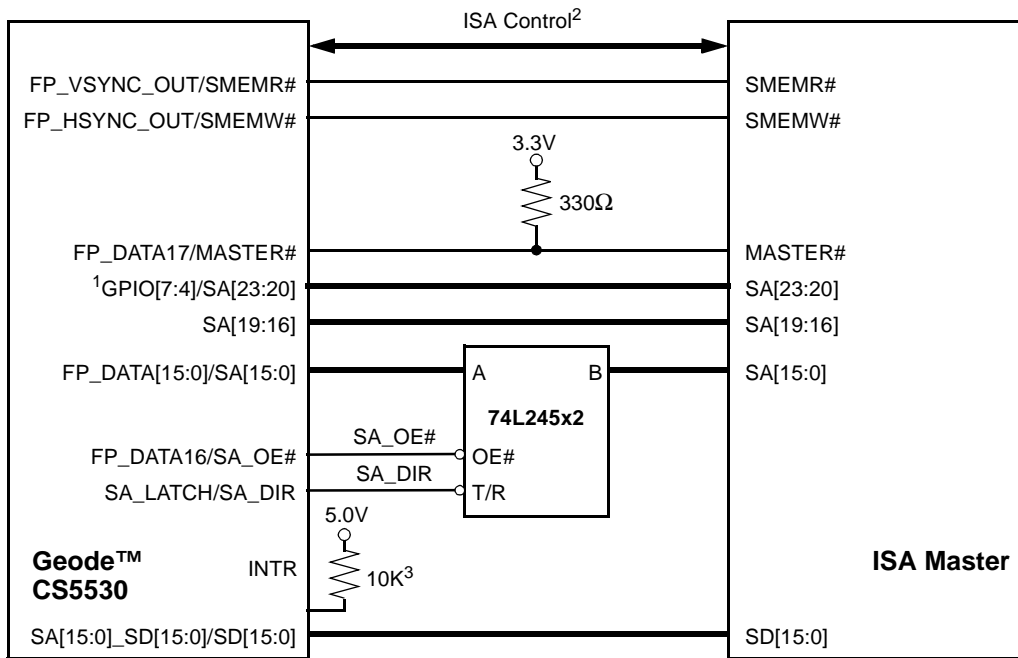 ISA Control2
FP_VSYNC_OUT/SMEMR#
SMEMR#
FP_HSYNC_OUT/SMEMW#
SMEMW#
3.3V
330Ω
FP_DATA17/MASTER#
MASTER#
1GPIO[7:4]/SA[23:20]
SA[23:20]
SA[19:16]
SA[19:16]
FP_DATA[15:0]/SA[15:0]
A
B
SA[15:0]
74L245x2
SA_OE#
FP_DATA16/SA_OE#
OE#
SA_DIR
SA_LATCH/SA_DIR
T/R
5.0V
Geode™
CS5530
INTR
10K3
ISA Master
SA[15:0]_SD[15:0]/SD[15:0]
SD[15:0]